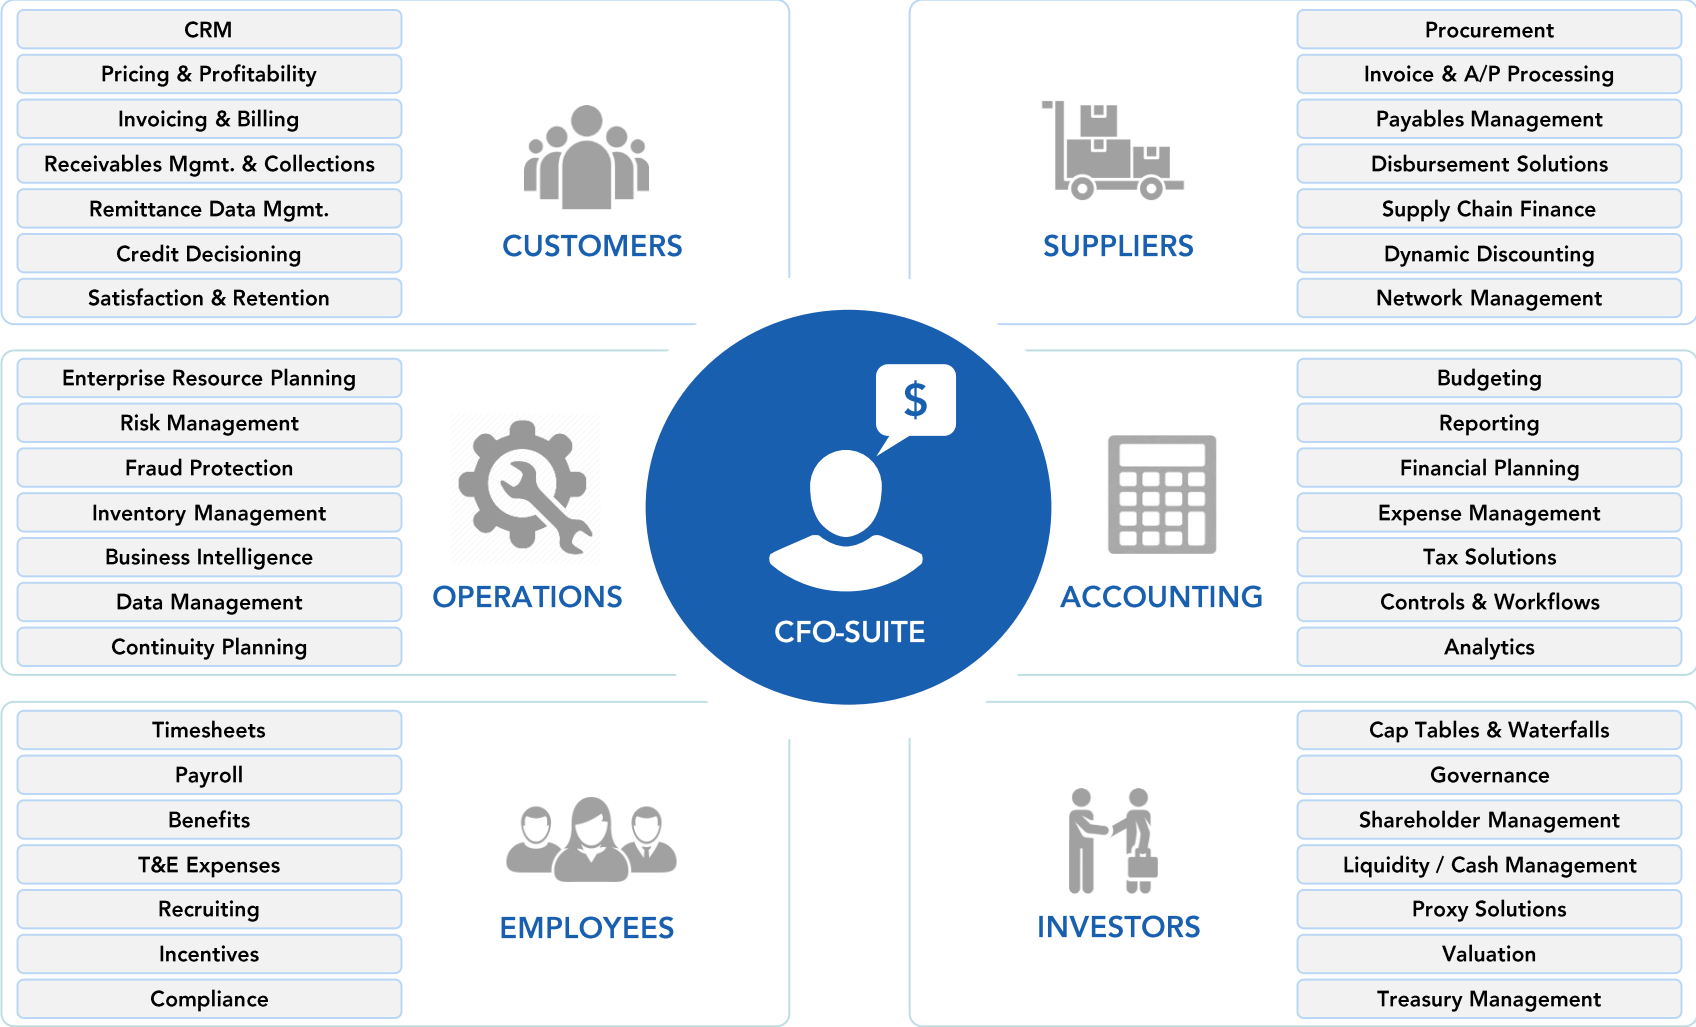 CRM
Pricing & Profitability
Invoicing & Billing
Receivables Mgmt. & Collections
Remittance Data Mgmt.
Credit Decisioning
Satisfaction & Retention
CUSTOMERS
SUPPLIERS
Procurement
Invoice & A/P Processing
Payables Management
Disbursement Solutions
Supply Chain Finance
Dynamic Discounting
Network Management
Enterprise Resource Planning
Risk Management
Fraud Protection
Inventory Management
Business Intelligence
Data Management
Continuity Planning
OPERATIONS
$
CFO-SUITE
ACCOUNTING
Budgeting
Reporting
Financial Planning
Expense Management
Tax Solutions
Controls & Workflows
Analytics
Timesheets
Payroll
Benefits
T&E Expenses
Recruiting
Incentives
Compliance
EMPLOYEES
INVESTORS
Cap Tables & Waterfalls
Governance
Shareholder Management
Liquidity / Cash Management
Proxy Solutions
Valuation
Treasury Management